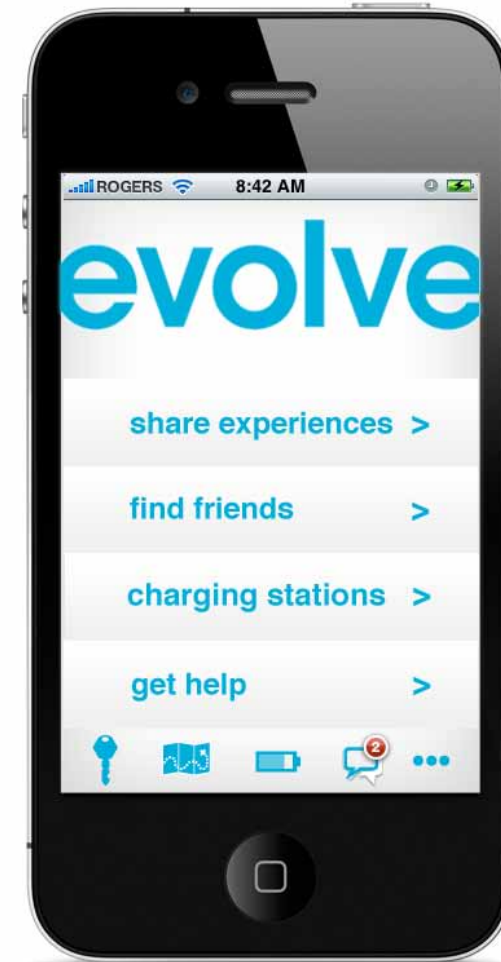 ROGERS 8:42 AM
evolve
share experiences >
find friends >
charging stations >
get help >
2